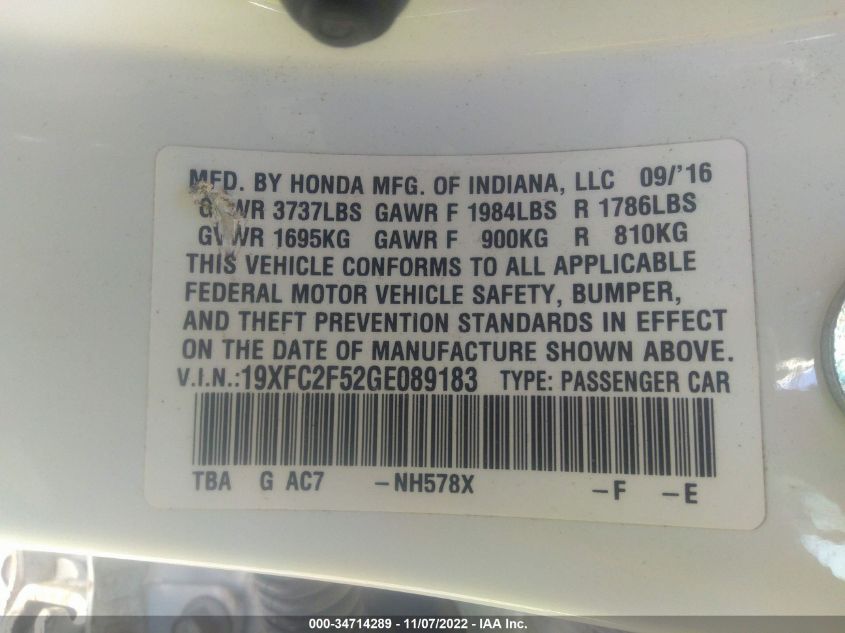 MFD. BY HONDA MFG. OF INDIANA, LLC 09/'16
GVWR 3737LBS GAWR F 1984LBS R 1786LBS
GVWR 1695KG GAWR F 900KG R 810KG
THIS VEHICLE CONFORMS TO ALL APPLICABLE
FEDERAL MOTOR VEHICLE SAFETY, BUMPER,
AND THEFT PREVENTION STANDARDS IN EFFECT
ON THE DATE OF MANUFACTURE SHOWN ABOVE.
V.I.N.:19XFC2F52GE089183 TYPE: PASSENGER CAR
TBA G AC7 -NH578X -F -E
000-34714289 - 11/07/2022 - IAA Inc.